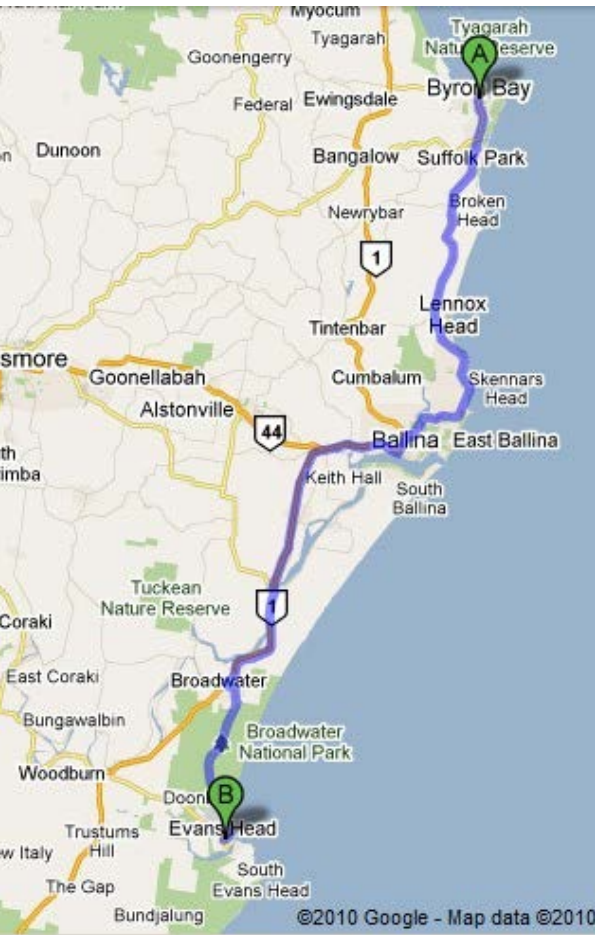 Myocum
Tyagarah
Nature Reserve
Tyagarah
A
Goonengerry
Byron Bay
Federal
Ewingsdale
Dunoon
Bangalow
Suffolk Park
Newrybar
Broken
Head
1
Lennox
Head
Tintenbar
smore
Goonellabah
Cumbalum
Skennars
Head
Alstonville
44
Ballina
East Ballina
th
imba
Keith Hall
South
Ballina
Tuckean
Nature Reserve
1
Coraki
East Coraki
Broadwater
Bungawalbin
Broadwater
National Park
Woodburn
B
Doon
Evans Head
Trustums
Hill
w Italy
South
Evans Head
The Gap
Bundjalung
©2010 Google - Map data ©2010